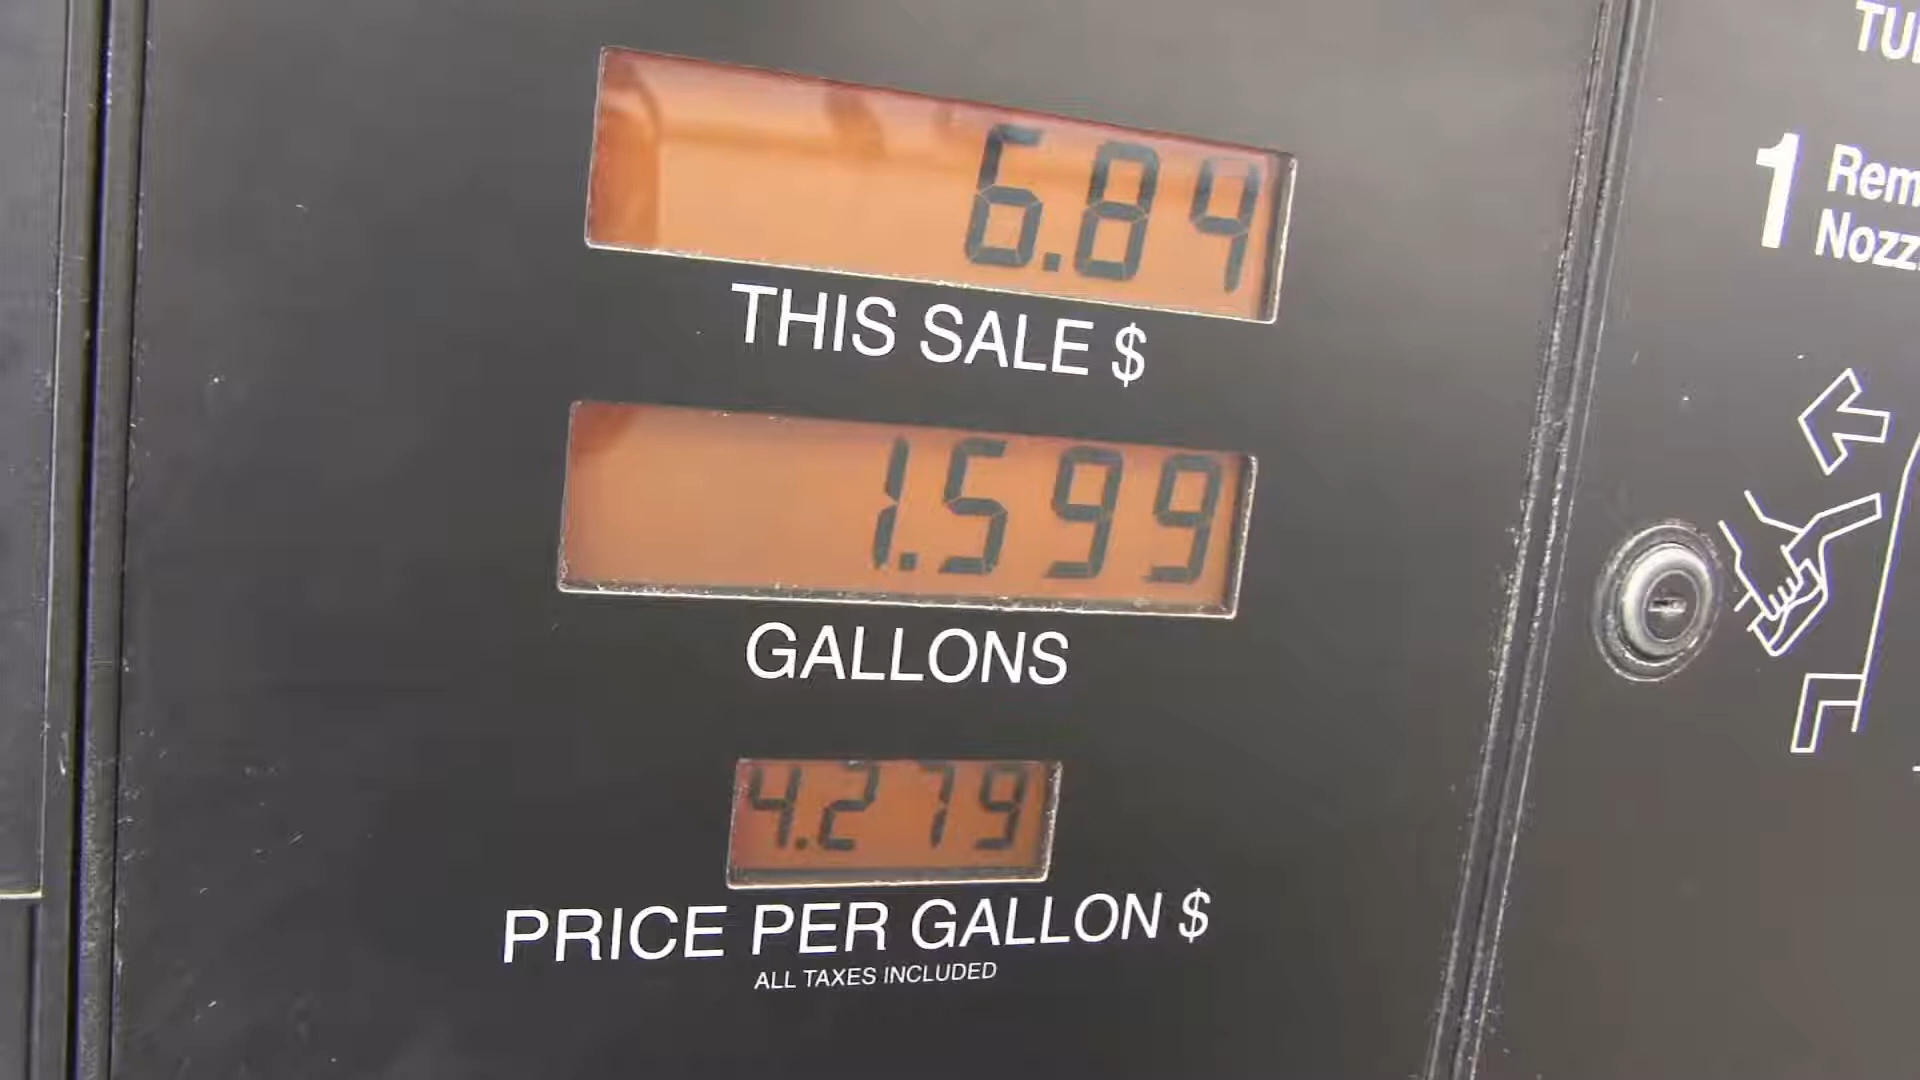 6.84
THIS SALE $
1.599
GALLONS
4.279
PRICE PER GALLON $
ALL TAXES INCLUDED
1